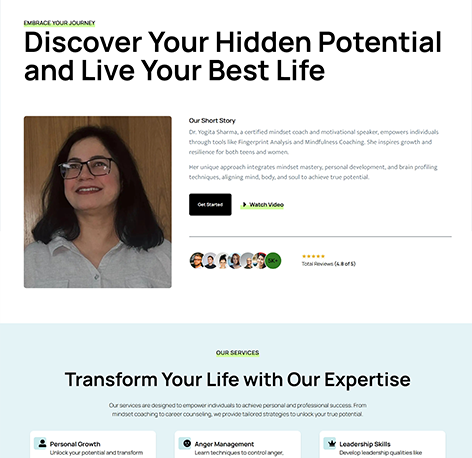 EMBRACE YOUR JOURNEY
Discover Your Hidden Potential
and Live Your Best Life
Our Short Story
Dr. Yogita Sharma, a certified mindset coach and motivational speaker, empowers individuals
through tools like Fingerprint Analysis and Mindfulness Coaching. She inspires growth and
resilience for both teens and women.
Her unique approach integrates mindset mastery, personal development, and brain profiling
techniques, aligning mind, body, and soul to achieve true potential.
Get Started
Watch Video
5K+
Total Reviews (4.8 of 5)
OUR SERVICES
Transform Your Life with Our Expertise
Our services are designed to empower individuals to achieve personal and professional success. From
mindset coaching to career counseling, we provide tailored strategies to unlock your true potential.
Personal Growth
Unlock your potential and transform
Anger Management
Learn techniques to control anger,
Leadership Skills
Develop leadership qualities like